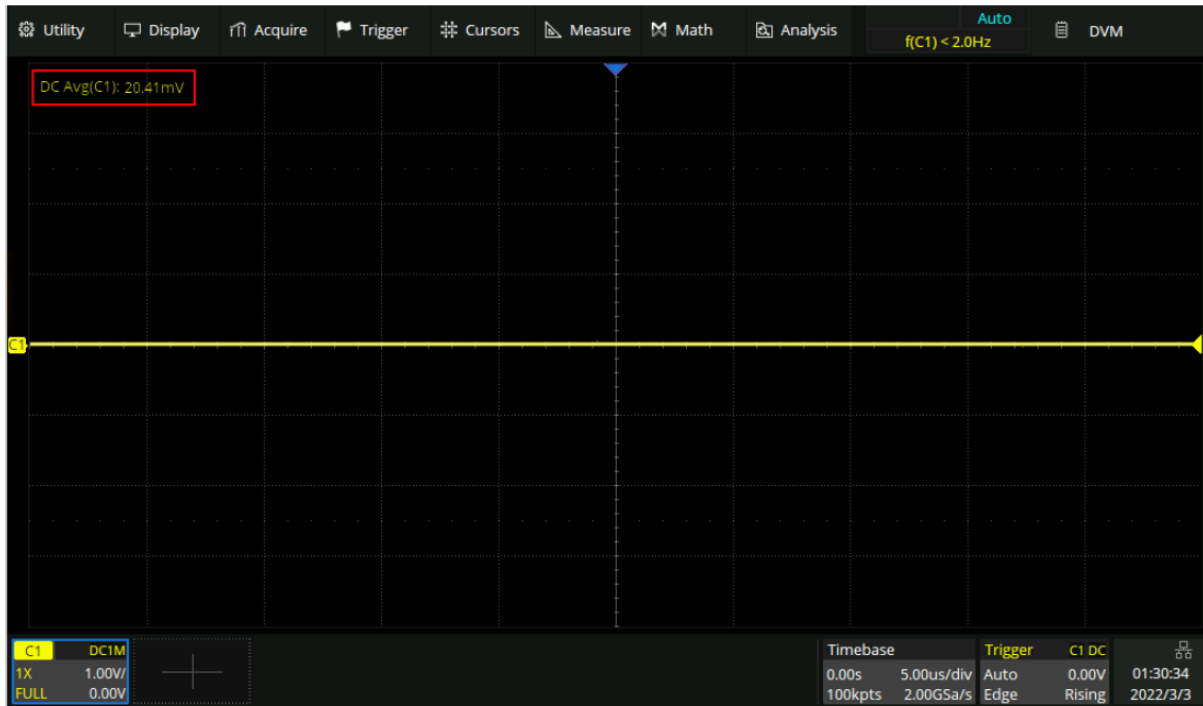 Utility Display Acquire Trigger Cursors Measure Math Analysis Auto DVM
f(C1) < 2.0Hz
DC Avg(C1): 20.41mV
C1
C1 DC1M
1X 1.00V/
FULL 0.00V
Timebase
0.00s 5.00us/div
100kpts 2.00GSa/s
Trigger C1 DC
Auto 0.00V
Edge Rising
01:30:34
2022/3/3